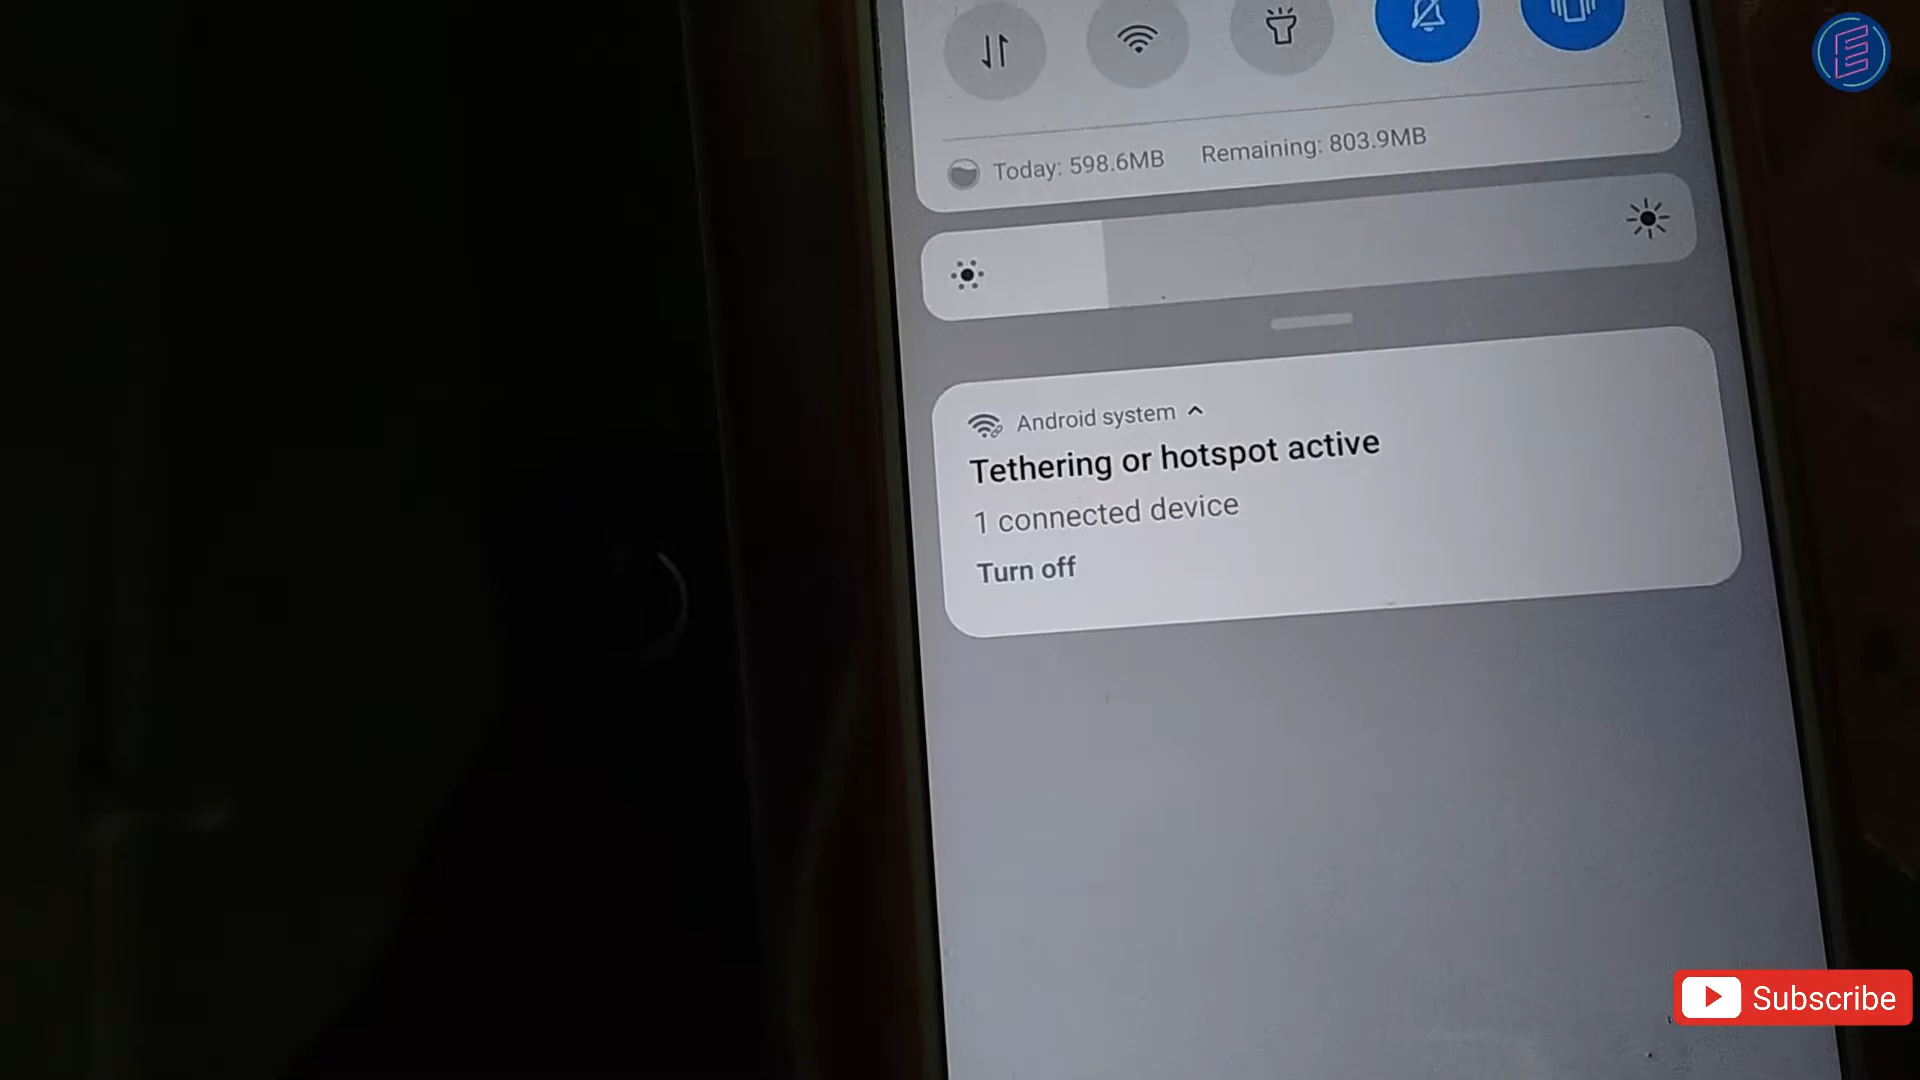 Today: 598.6MB Remaining: 803.9MB
Android system
Tethering or hotspot active
1 connected device
Turn off
Subscribe